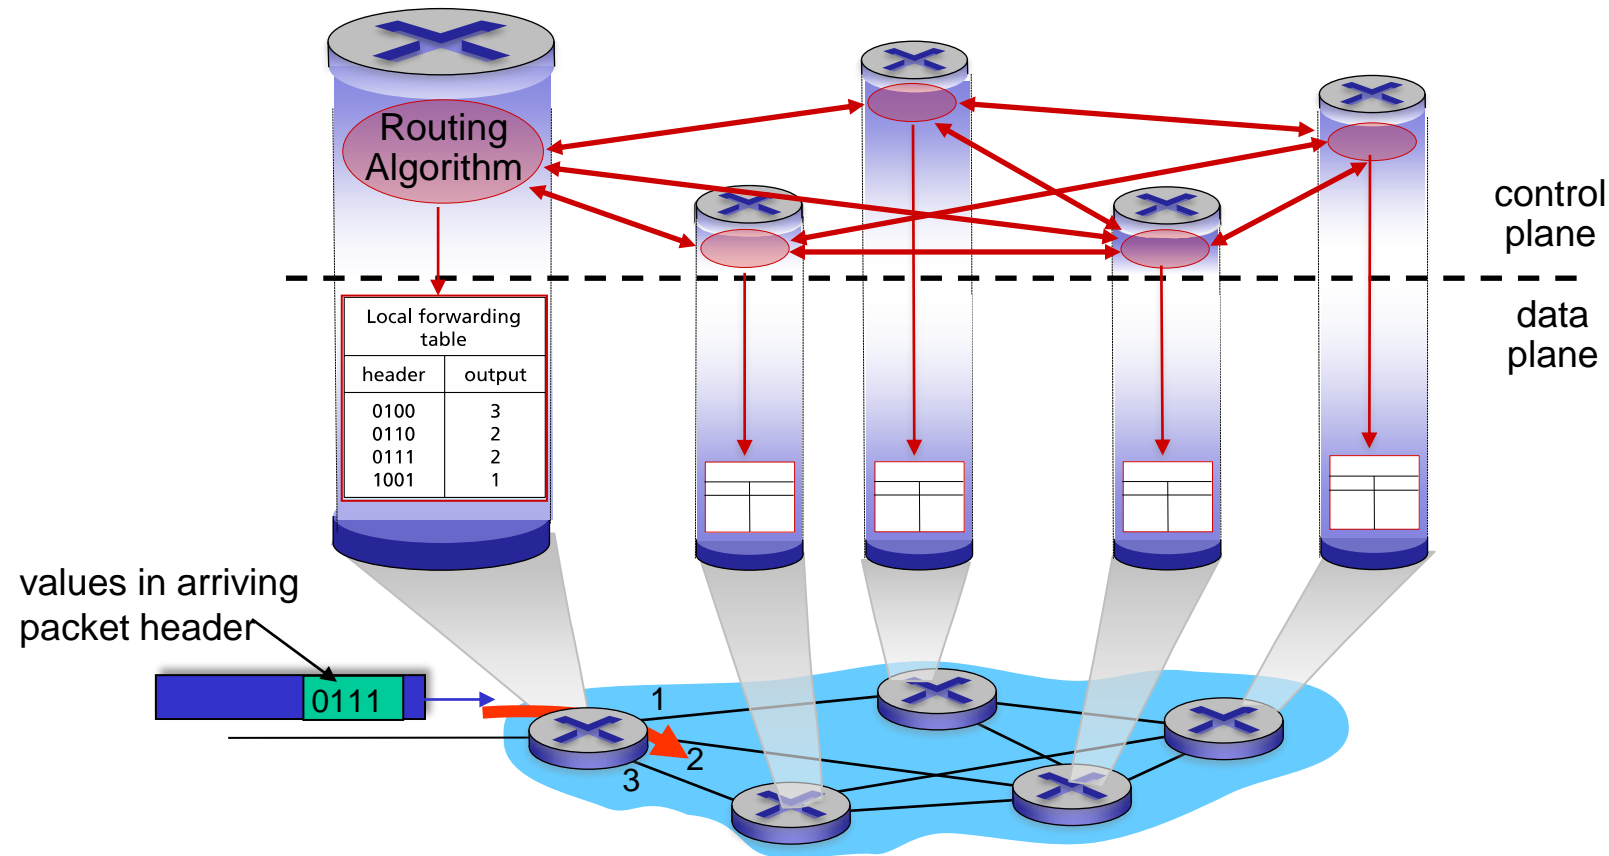 Routing
Algorithm
control
plane
data
plane
Local forwarding
table
header output
0100 3
0110 2
0111 2
1001 1
values in arriving
packet header
0111
1
2
3